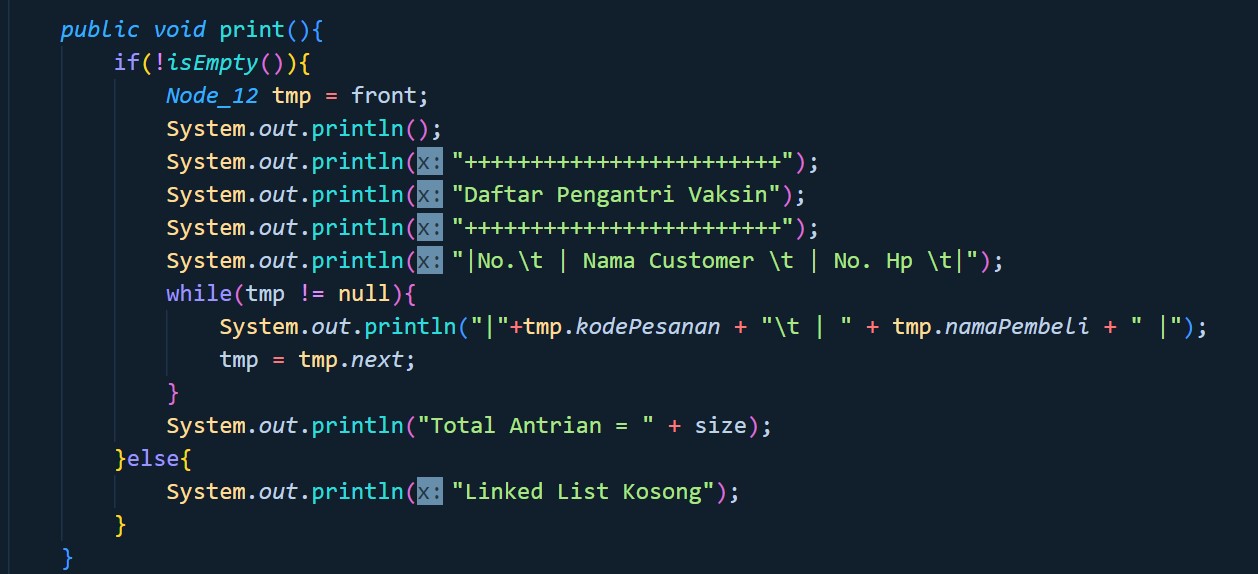 public void print(){
if(!isEmpty()){
Node_12 tmp = front;
System.out.println();
System.out.println(x: "++++++++++++++++++++++++");
System.out.println(x: "Daftar Pengantri Vaksin");
System.out.println(x: "++++++++++++++++++++++++");
System.out.println(x: "|No.\t | Nama Customer \t | No. Hp \t|");
while(tmp != null){
System.out.println("|"+tmp.kodePesanan + "\t | " + tmp.namaPembeli + " |");
tmp = tmp.next;
}
System.out.println("Total Antrian = " + size);
}else{
System.out.println(x: "Linked List Kosong");
}
}